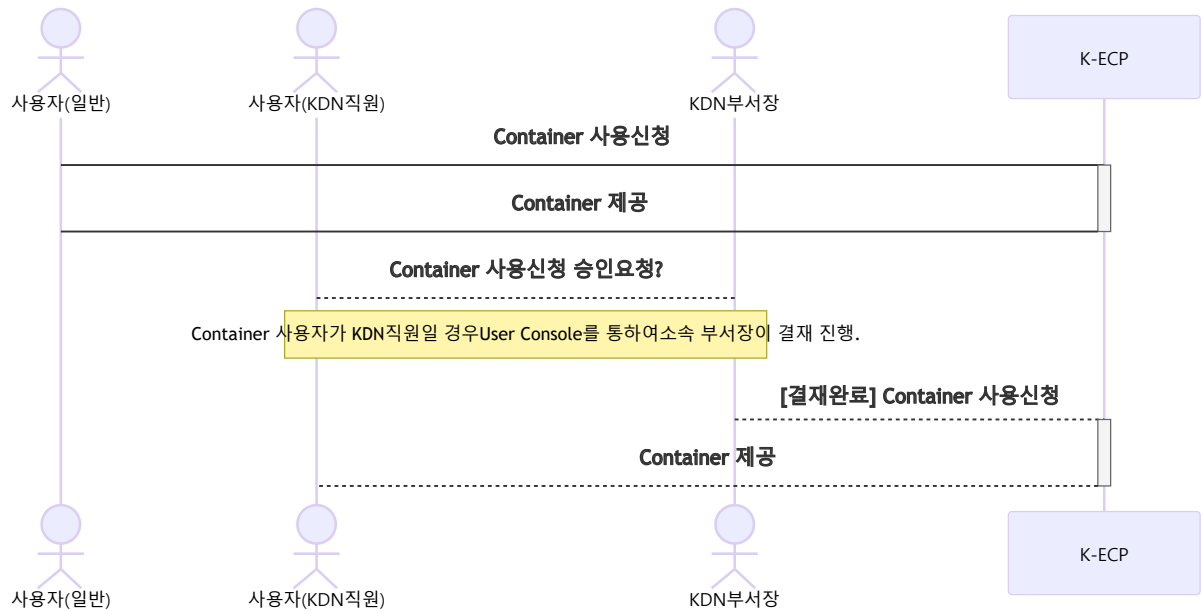 사용자(일반)
사용자(KDN직원)
KDN부서장
K-ECP
Container 사용신청
Container 제공
Container 사용신청 승인요청?
Container 사용자가 KDN직원일 경우User Console를 통하여소속 부서장이 결재 진행.
[결재완료] Container 사용신청
Container 제공
사용자(일반)
사용자(KDN직원)
KDN부서장
K-ECP